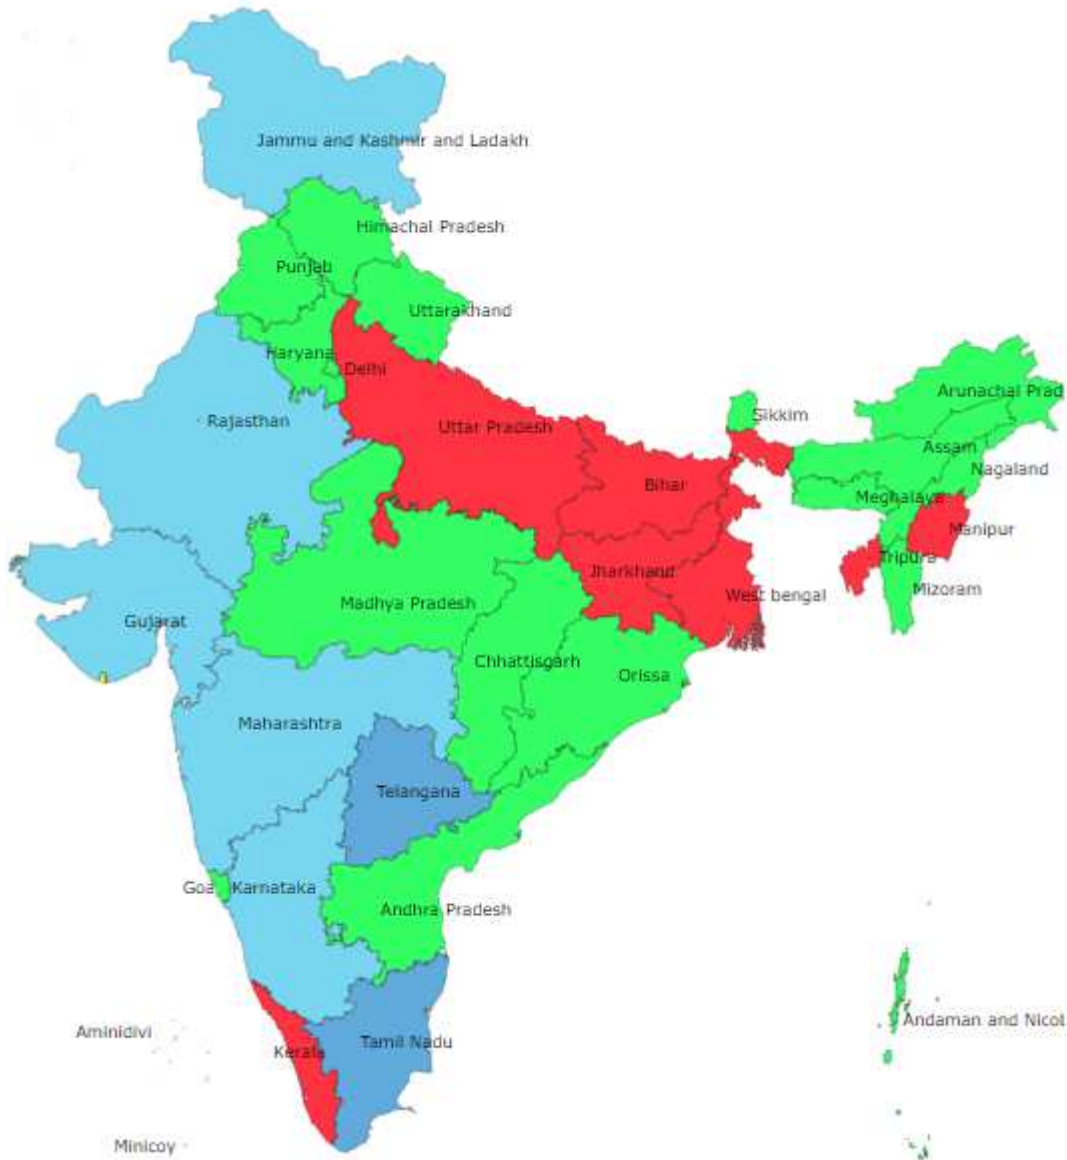 Jammu and Kashmir and Ladakh
Himachal Pradesh
Punjab
Uttarakhand
Haryana
Delhi
Arunachal Prad
Sikkim
Rajasthan
Uttar Pradesh
Assam
Nagaland
Bihar
Meghalaya
Manipur
Tripura
Jharkhand
Mizoram
West bengal
Madhya Pradesh
Gujarat
Chhattisgarh
Orissa
Maharashtra
Telangana
Goa
Karnataka
Andhra Pradesh
Andaman and Nicob
Aminidivi
Tamil Nadu
Kerala
Minicoy